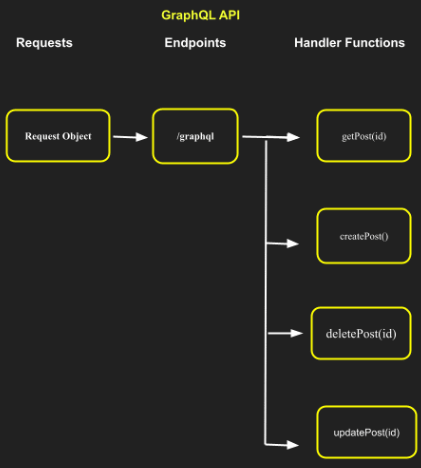 GraphQL API
Requests
Endpoints
Handler Functions
Request Object
/graphql
getPost(id)
createPost()
deletePost(id)
updatePost(id)